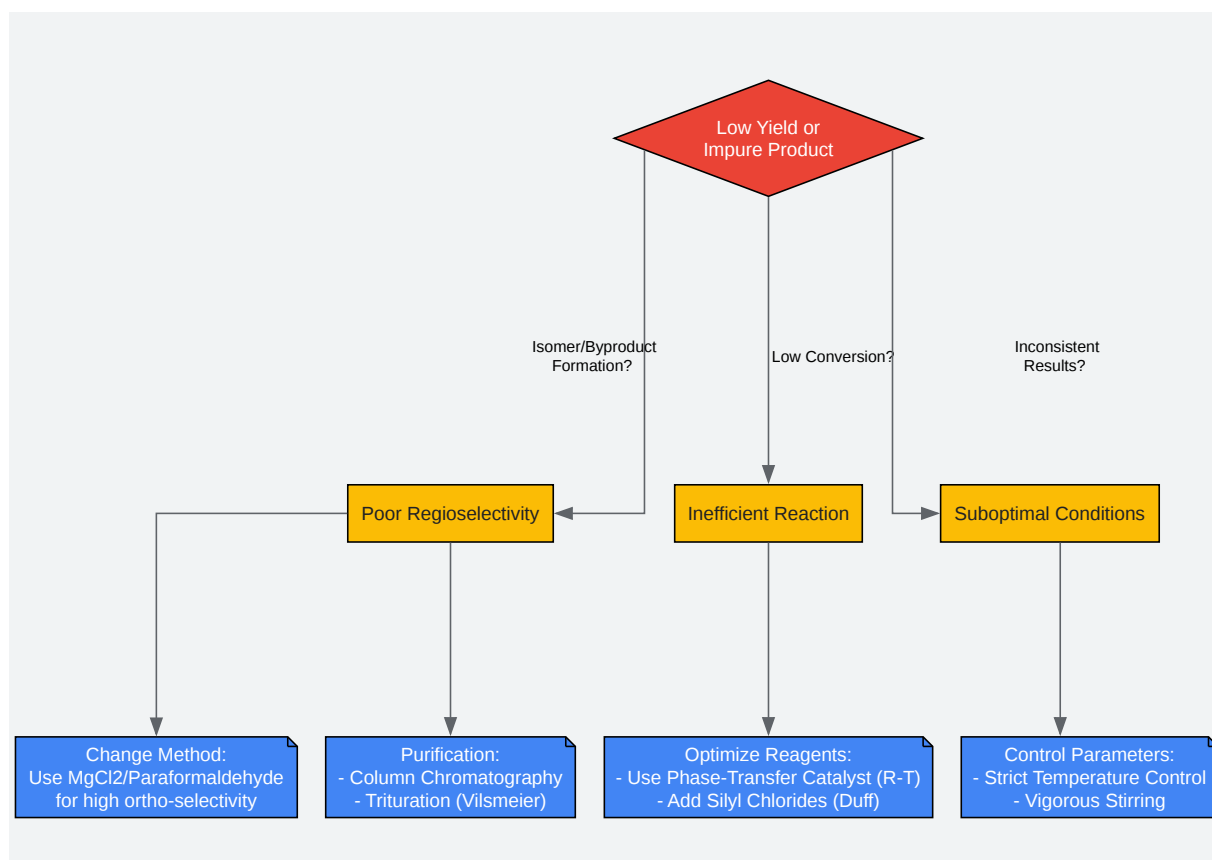 Low Yield or
Impure Product
Isomer/Byproduct
Formation?
Low Conversion?
Inconsistent
Results?
Poor Regioselectivity
Inefficient Reaction
Suboptimal Conditions
Change Method:
Use MgCl2/Paraformaldehyde
for high ortho-selectivity
Purification:
- Column Chromatography
- Trituration (Vilsmeier)
Optimize Reagents:
- Use Phase-Transfer Catalyst (R-T)
- Add Silyl Chlorides (Duff)
Control Parameters:
- Strict Temperature Control
- Vigorous Stirring